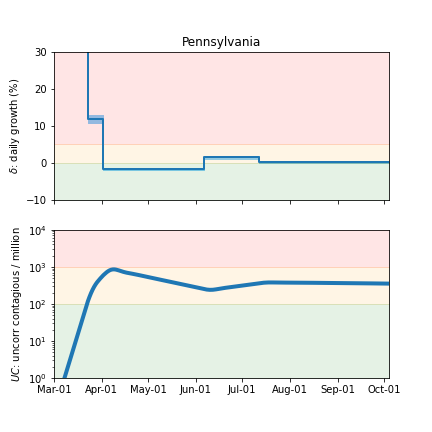 Pennsylvania
δ: daily growth (%)
30
20
10
0
−10
UC: uncorr contagious / million
10⁴
10³
10²
10¹
10⁰
Mar-01 Apr-01 May-01 Jun-01 Jul-01 Aug-01 Sep-01 Oct-01